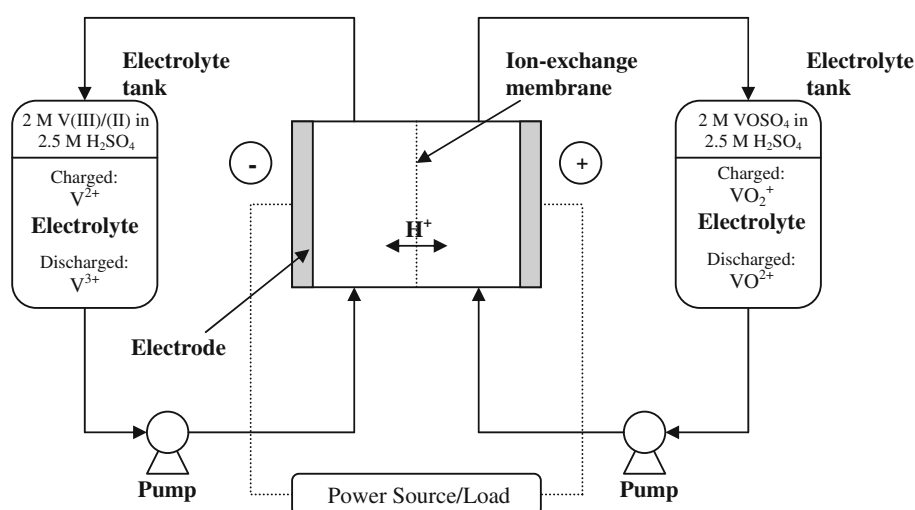 Electrolyte
tank
Ion-exchange
membrane
Electrolyte
tank
2 M V(III)/(II) in
2.5 M H₂SO₄
Charged:
V²⁺
Electrolyte
Discharged:
V³⁺
-
H⁺
+
2 M VOSO₄ in
2.5 M H₂SO₄
Charged:
VO₂⁺
Electrolyte
Discharged:
VO²⁺
Electrode
Pump
Power Source/Load
Pump